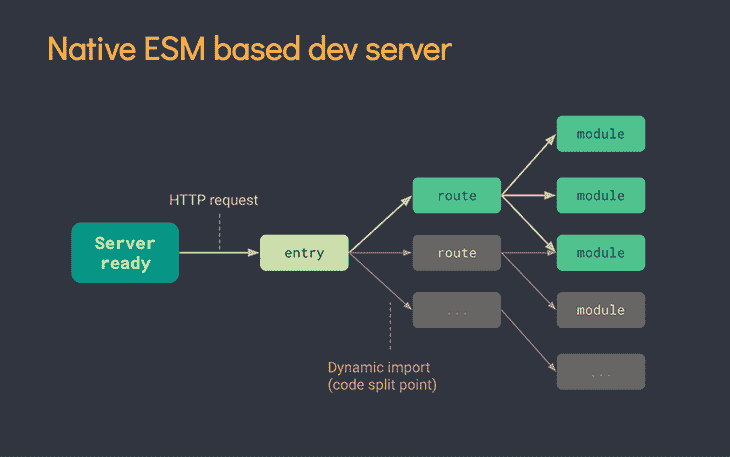 Native ESM based dev server
HTTP request
Server
ready
entry
route
route
...
module
module
module
module
...
Dynamic import
(code split point)